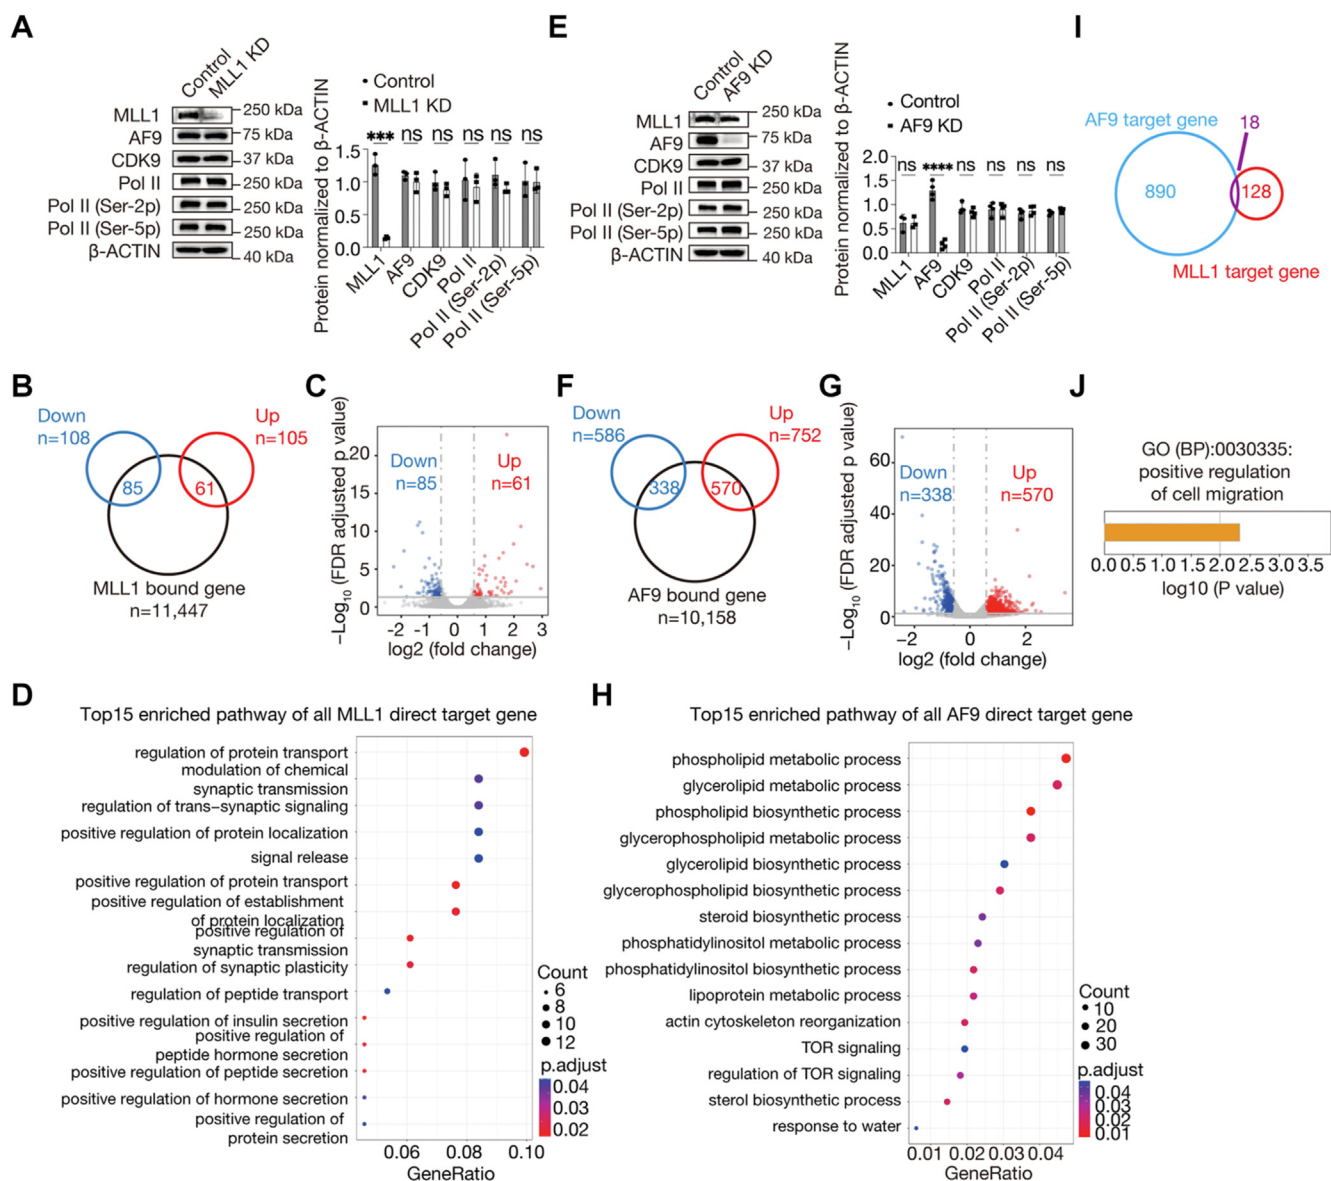 A
Control
MLL1 KD
MLL1
AF9
CDK9
Pol II
Pol II (Ser-2p)
Pol II (Ser-5p)
β-ACTIN
250 kDa
75 kDa
37 kDa
250 kDa
250 kDa
250 kDa
40 kDa
Protein normalized to β-ACTIN
Control
MLL1 KD
*** ns ns ns ns ns
1.5
1.0
0.5
0.0
MLL1
AF9
CDK9
Pol II
Pol II (Ser-2p)
Pol II (Ser-5p)
E
Control
AF9 KD
MLL1
AF9
CDK9
Pol II
Pol II (Ser-2p)
Pol II (Ser-5p)
β-ACTIN
250 kDa
75 kDa
37 kDa
250 kDa
250 kDa
250 kDa
40 kDa
Protein normalized to β-ACTIN
Control
AF9 KD
ns **** ns ns ns ns
2.0
1.5
1.0
0.5
0.0
MLL1
AF9
CDK9
Pol II
Pol II (Ser-2p)
Pol II (Ser-5p)
I
AF9 target gene
18
890
128
MLL1 target gene
B
Down
n=108
Up
n=105
85
61
MLL1 bound gene
n=11,447
C
−Log10 (FDR adjusted p value)
20
15
10
5
0
Down
n=85
Up
n=61
-2 -1 0 1 2 3
log2 (fold change)
F
Down
n=586
Up
n=752
338
570
AF9 bound gene
n=10,158
G
−Log10 (FDR adjusted p value)
60
40
20
0
Down
n=338
Up
n=570
−2 0 2
log2 (fold change)
J
GO (BP):0030335:
positive regulation
of cell migration
0.0 0.5 1.0 1.5 2.0 2.5 3.0 3.5
log10 (P value)
D
Top15 enriched pathway of all MLL1 direct target gene
regulation of protein transport
modulation of chemical
synaptic transmission
regulation of trans−synaptic signaling
positive regulation of protein localization
signal release
positive regulation of protein transport
positive regulation of establishment
of protein localization
positive regulation of
synaptic transmission
regulation of synaptic plasticity
regulation of peptide transport
positive regulation of insulin secretion
positive regulation of
peptide hormone secretion
positive regulation of peptide secretion
positive regulation of hormone secretion
positive regulation of
protein secretion
0.06 0.08 0.10
GeneRatio
Count
6
8
10
12
p.adjust
0.04
0.03
0.02
H
Top15 enriched pathway of all AF9 direct target gene
phospholipid metabolic process
glycerolipid metabolic process
phospholipid biosynthetic process
glycerophospholipid metabolic process
glycerolipid biosynthetic process
glycerophospholipid biosynthetic process
steroid biosynthetic process
phosphatidylinositol metabolic process
phosphatidylinositol biosynthetic process
lipoprotein metabolic process
actin cytoskeleton reorganization
TOR signaling
regulation of TOR signaling
sterol biosynthetic process
response to water
0.01 0.02 0.03 0.04
GeneRatio
Count
10
20
30
p.adjust
0.04
0.03
0.02
0.01